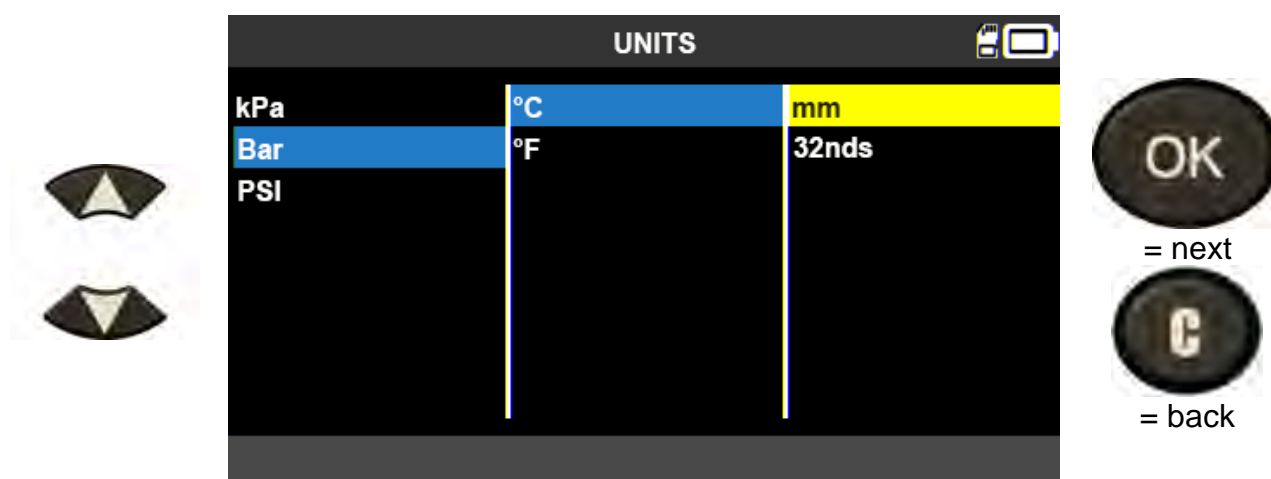 UNITS
kPa °C mm
Bar °F 32nds
PSI
OK
= next
C
= back